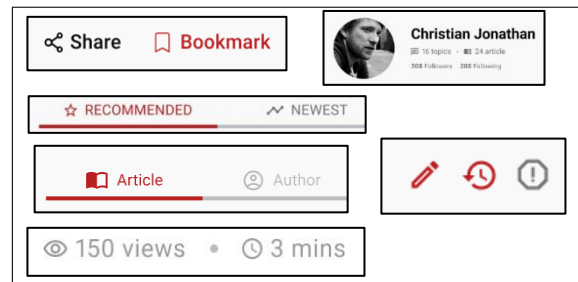 Share Bookmark
Christian Jonathan
16 topics • 24 article
208 Followers 208 Following
RECOMMENDED NEWEST
Article Author
150 views • 3 mins